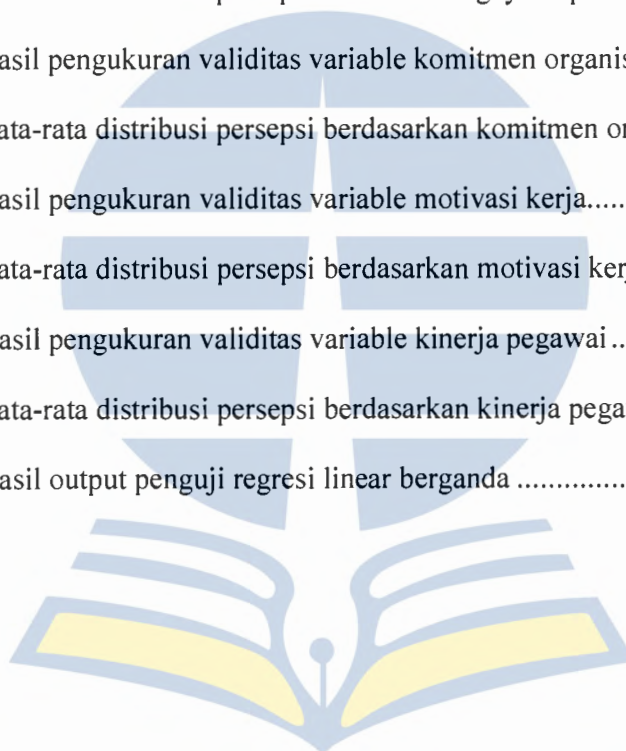 asil pengukuran validitas variable komitmen organis
ata-rata distribusi persepsi berdasarkan komitmen or
asil pengukuran validitas variable motivasi kerja.....
ata-rata distribusi persepsi berdasarkan motivasi kerj
asil pengukuran validitas variable kinerja pegawai ..
ata-rata distribusi persepsi berdasarkan kinerja pega
asil output penguji regresi linear berganda ..............